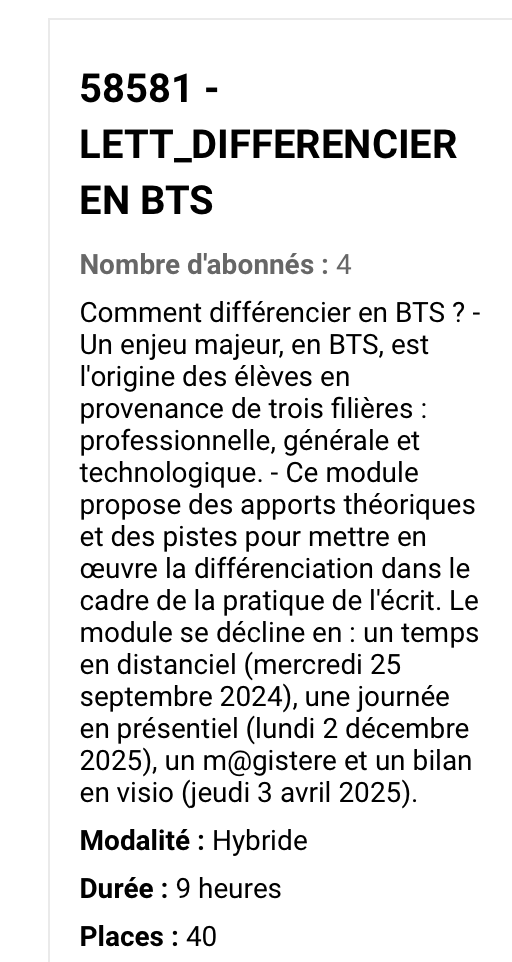 58581 -
LETT_DIFFERENCIER
EN BTS
Nombre d'abonnés : 4
Comment différencier en BTS ? -
Un enjeu majeur, en BTS, est
l'origine des élèves en
provenance de trois filières :
professionnelle, générale et
technologique. - Ce module
propose des apports théoriques
et des pistes pour mettre en
œuvre la différenciation dans le
cadre de la pratique de l'écrit. Le
module se décline en : un temps
en distanciel (mercredi 25
septembre 2024), une journée
en présentiel (lundi 2 décembre
2025), un m@gistere et un bilan
en visio (jeudi 3 avril 2025).
Modalité : Hybride
Durée : 9 heures
Places : 40